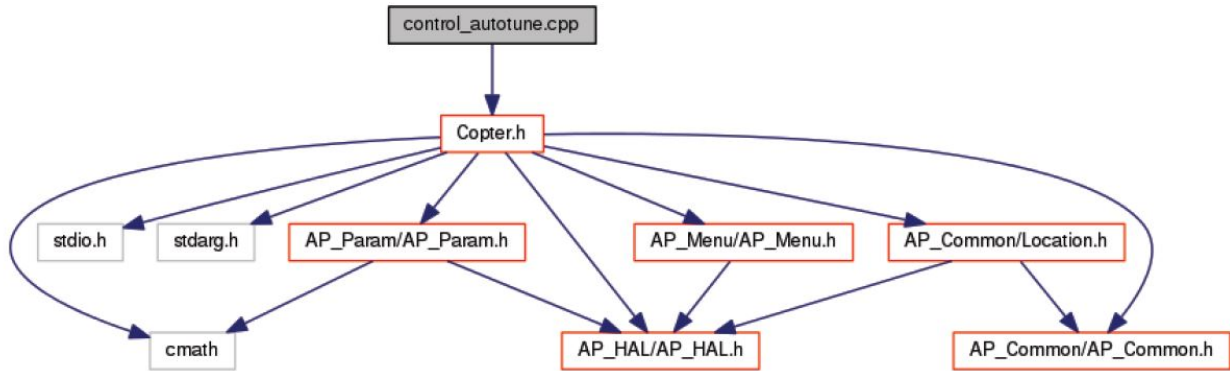 control_autotune.cpp
Copter.h
stdio.h
stdarg.h
AP_Param/AP_Param.h
AP_Menu/AP_Menu.h
AP_Common/Location.h
cmath
AP_HAL/AP_HAL.h
AP_Common/AP_Common.h